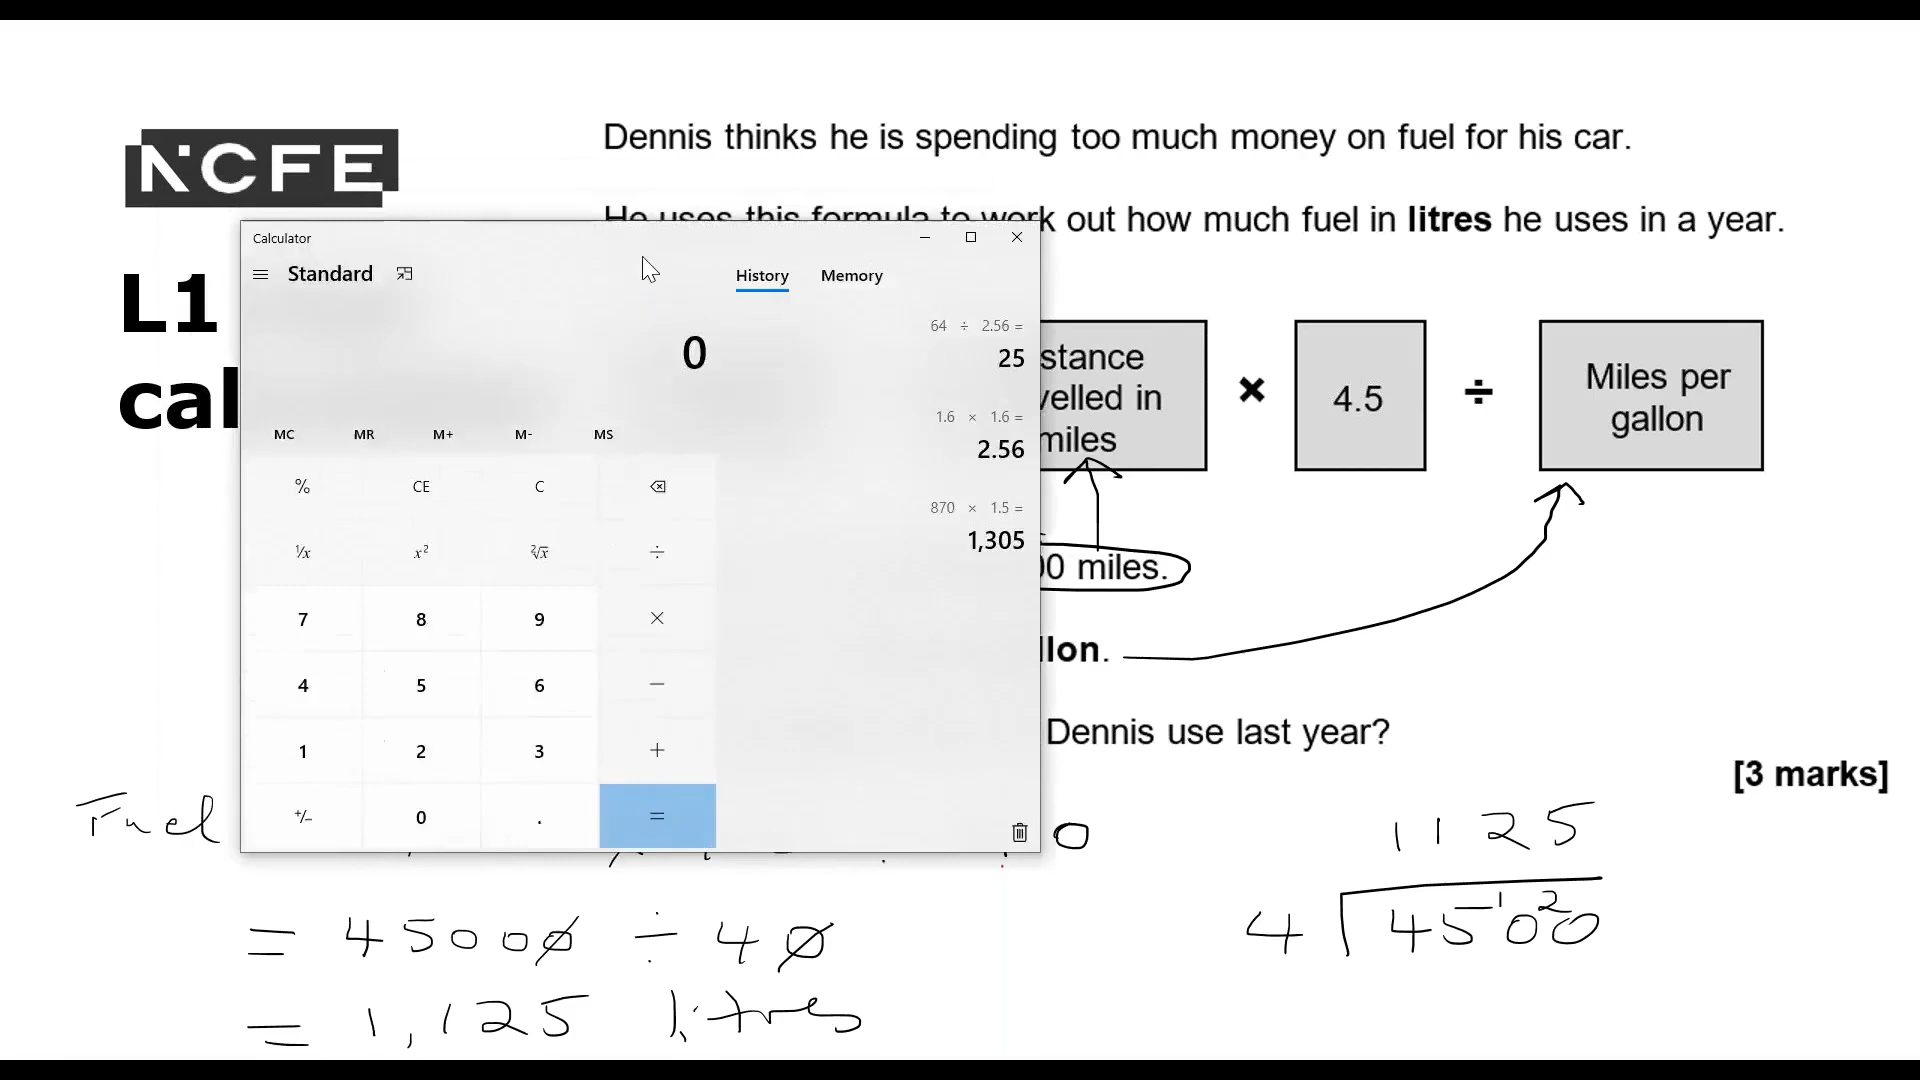 Dennis thinks he is spending too much money on fuel for his car.
NCFE
He uses this formula to work out how much fuel in litres he uses in a year.
Calculator
Standard
History
Memory
L1
cal
0
64 ÷ 2.56 =
25
1.6 × 1.6 =
2.56
870 × 1.5 =
1,305
MC MR M+ M- MS
% CE C
¹/x x² ²√x ÷
7 8 9 ×
4 5 6 −
1 2 3 +
+/− 0 . =
stance
velled in
miles
×
4.5
÷
Miles per
gallon
00 miles.
llon.
Dennis use last year?
[3 marks]
Fuel
0
= 45000 ÷ 40
= 1,125 litres
1125
4 45¹0²0